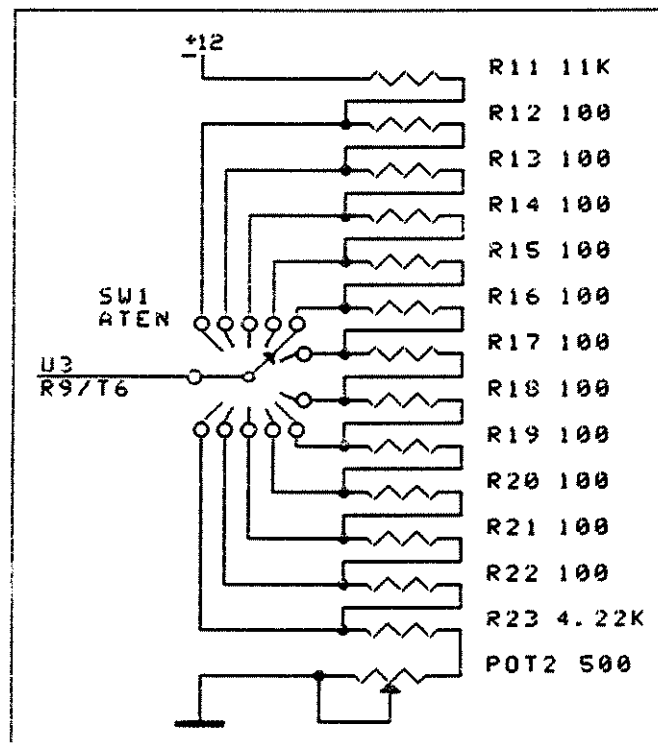 +12
R11 11K
R12 100
R13 100
R14 100
R15 100
R16 100
R17 100
R18 100
R19 100
R20 100
R21 100
R22 100
R23 4.22K
POT2 500
SW1
ATEN
U3
R9/T6